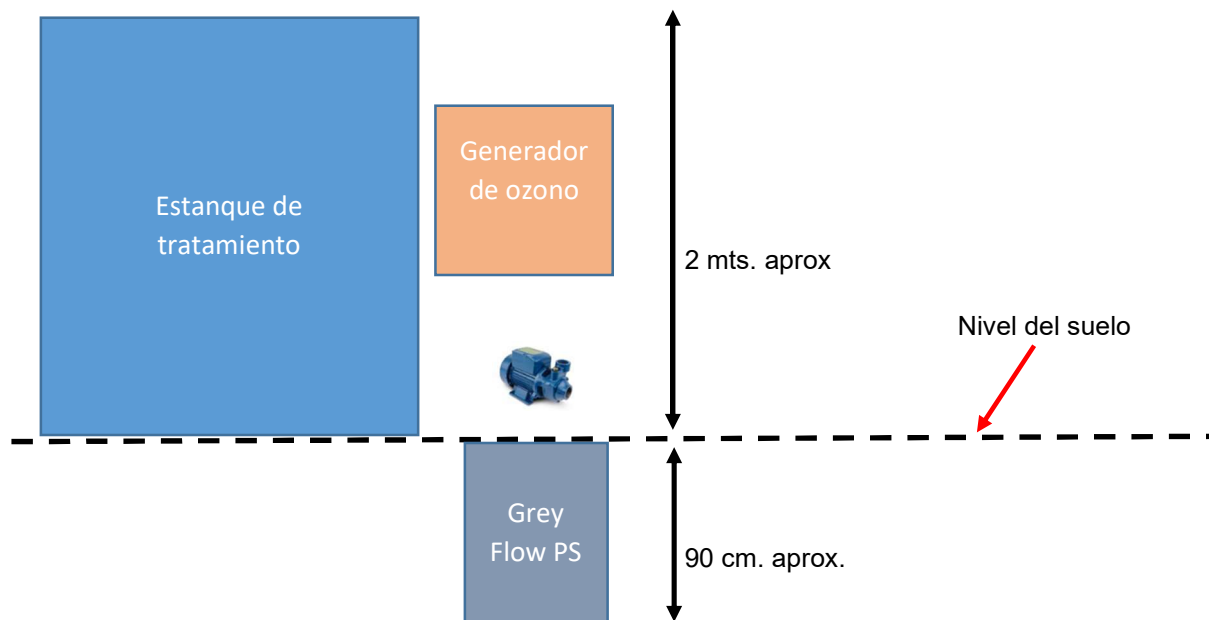 Estanque de
tratamiento
Generador
de ozono
2 mts. aprox
Nivel del suelo
Grey
Flow PS
90 cm. aprox.